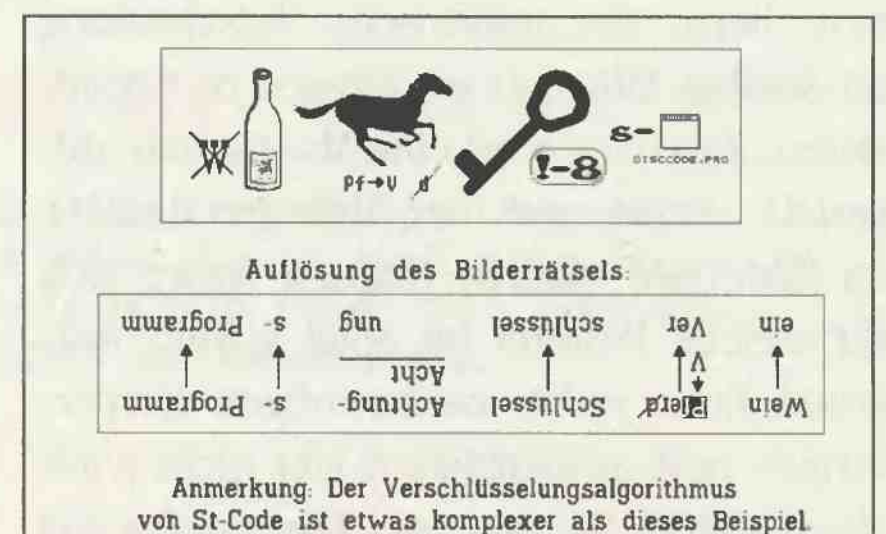 W
Pf→V d
!-8
s-
DISCCODE.PRG
Auflösung des Bilderrätsels:
Wein Pferd Schlüssel Achtung- s- Programm
V Acht
ein Ver schlüssel ung s- Programm
Anmerkung: Der Verschlüsselungsalgorithmus
von St-Code ist etwas komplexer als dieses Beispiel.